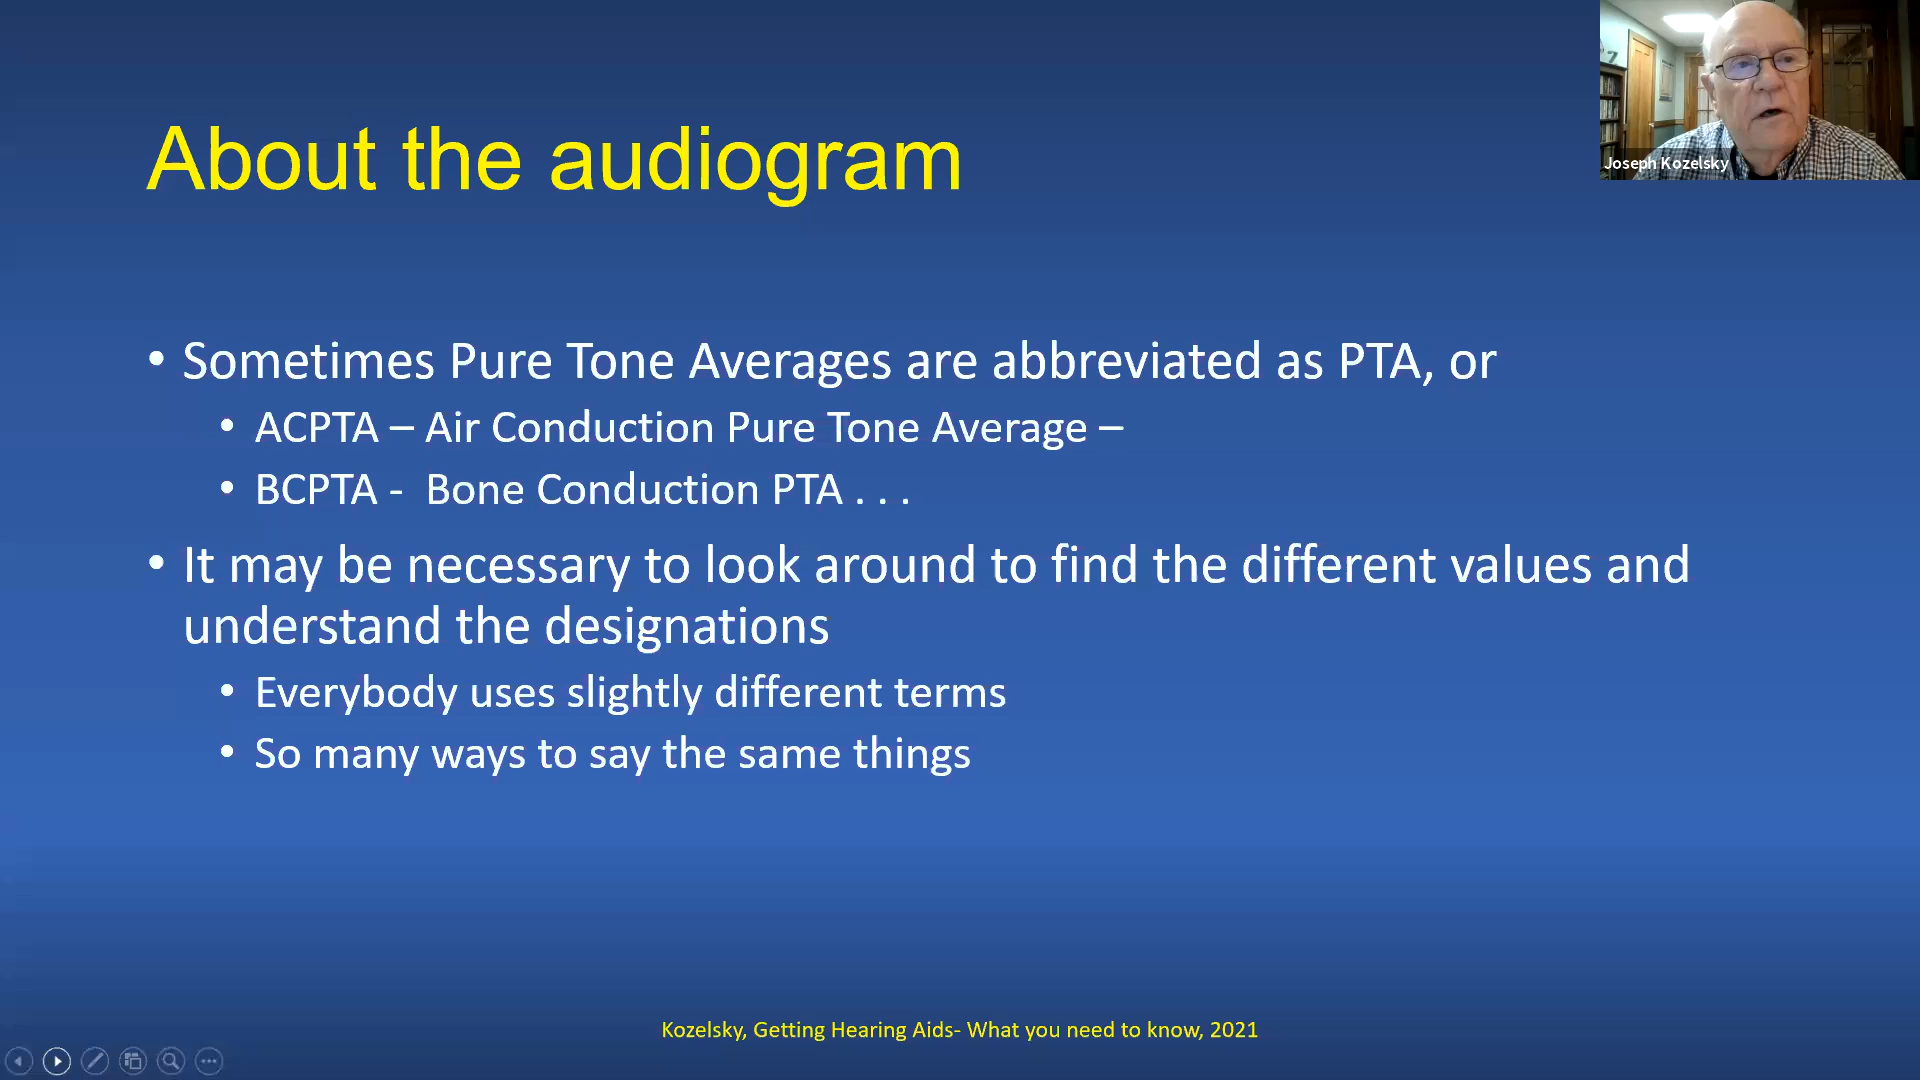 About the audiogram
Joseph Kozelsky
• Sometimes Pure Tone Averages are abbreviated as PTA, or
• ACPTA – Air Conduction Pure Tone Average –
• BCPTA - Bone Conduction PTA . . .
• It may be necessary to look around to find the different values and
understand the designations
• Everybody uses slightly different terms
• So many ways to say the same things
Kozelsky, Getting Hearing Aids- What you need to know, 2021